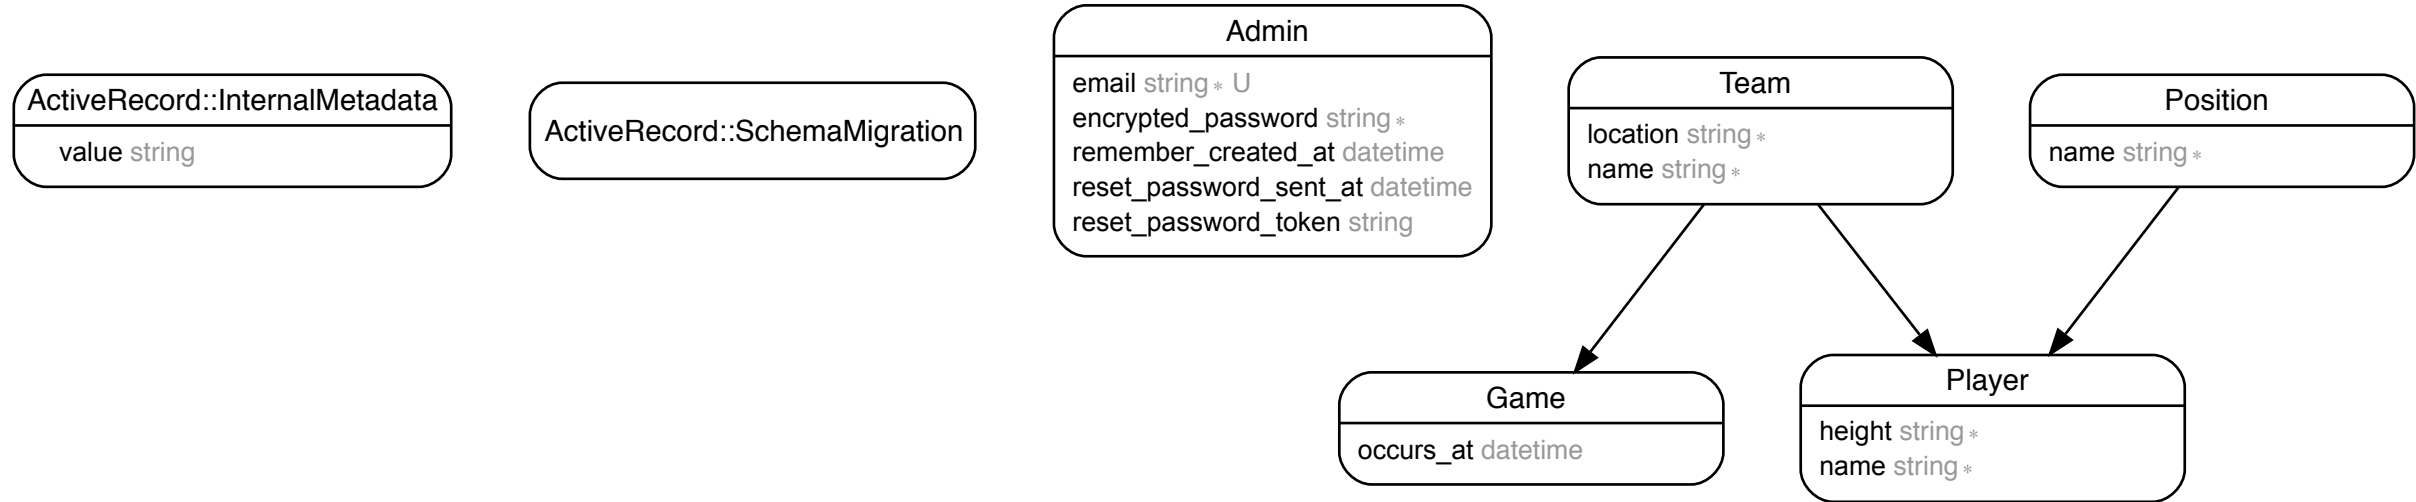 ActiveRecord::InternalMetadata
value string
ActiveRecord::SchemaMigration
Admin
email string * U
encrypted_password string *
remember_created_at datetime
reset_password_sent_at datetime
reset_password_token string
Team
location string *
name string *
Position
name string *
Game
occurs_at datetime
Player
height string *
name string *